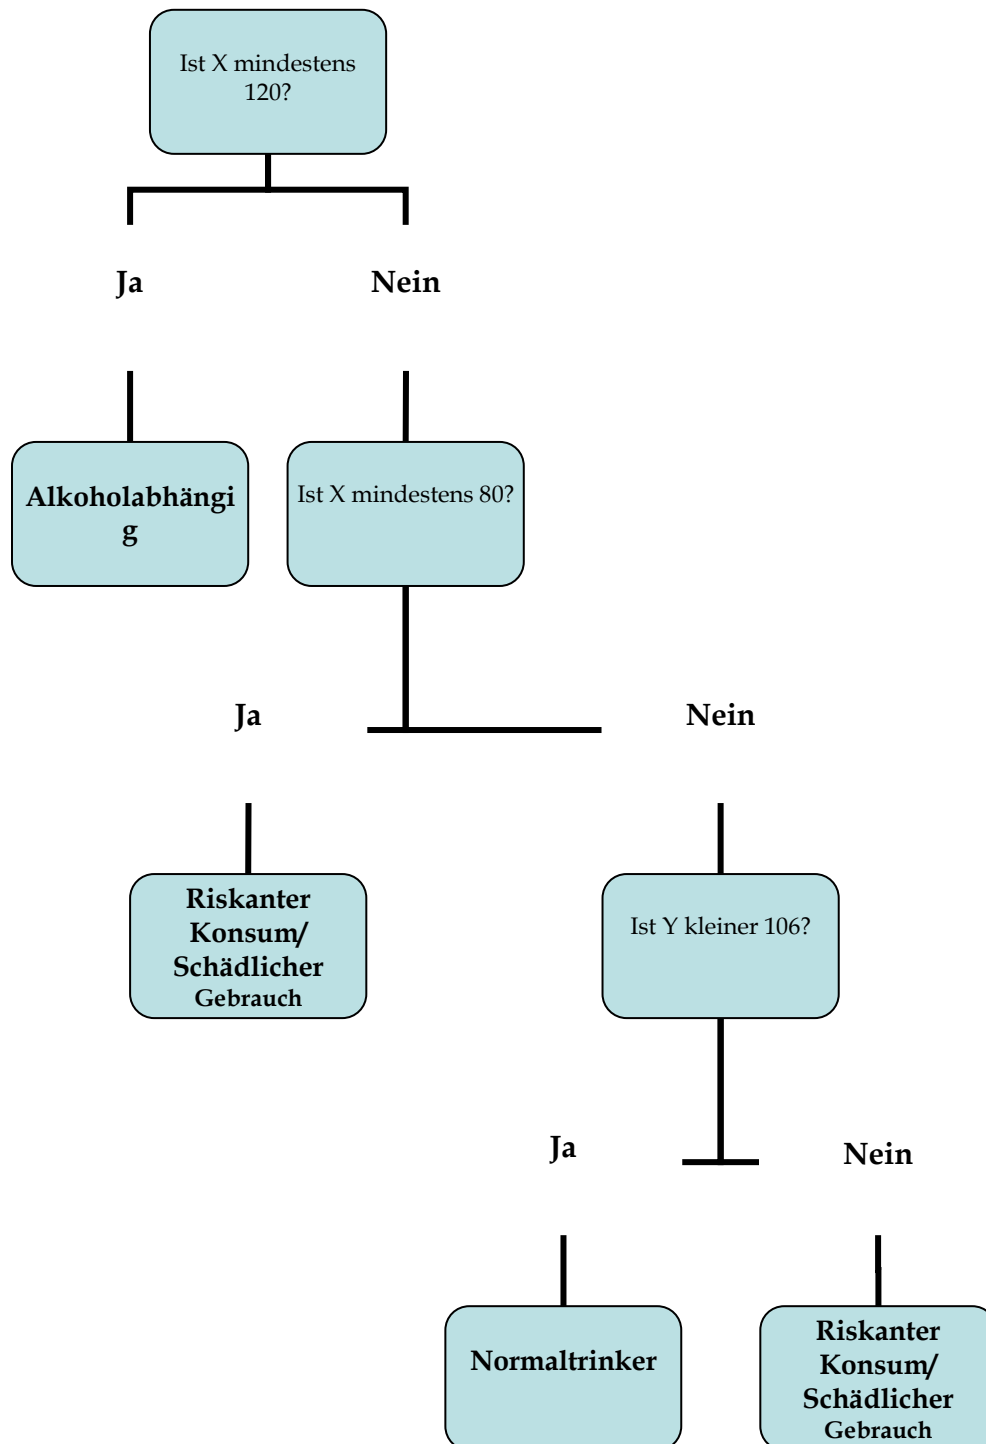 Ist X mindestens
120?
Ja
Nein
Alkoholabhängi
g
Ist X mindestens 80?
Ja
Nein
Riskanter
Konsum/
Schädlicher
Gebrauch
Ist Y kleiner 106?
Ja
Nein
Normaltrinker
Riskanter
Konsum/
Schädlicher
Gebrauch